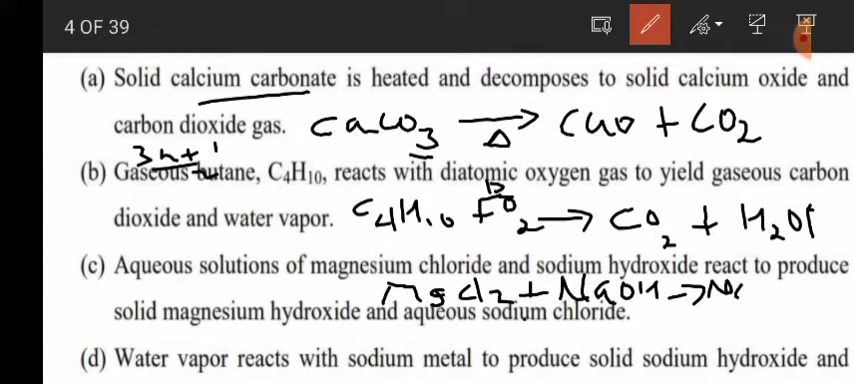 4 OF 39
(a) Solid calcium carbonate is heated and decomposes to solid calcium oxide and
carbon dioxide gas. CaCO3 → Δ CaO + CO2
3n+1
(b) Gaseous butane, C₄H₁₀, reacts with diatomic oxygen gas to yield gaseous carbon
dioxide and water vapor. C4H10 + O2 → CO2 + H2O
(c) Aqueous solutions of magnesium chloride and sodium hydroxide react to produce
MgCl2 + NaOH →
solid magnesium hydroxide and aqueous sodium chloride.
(d) Water vapor reacts with sodium metal to produce solid sodium hydroxide and